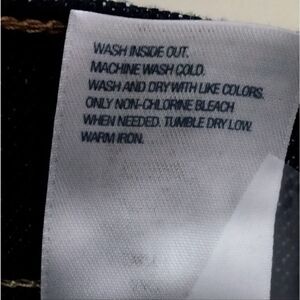 WASH INSIDE OUT.
MACHINE WASH COLD.
WASH AND DRY WITH LIKE COLORS.
ONLY NON-CHLORINE BLEACH
WHEN NEEDED. TUMBLE DRY LOW.
WARM IRON.